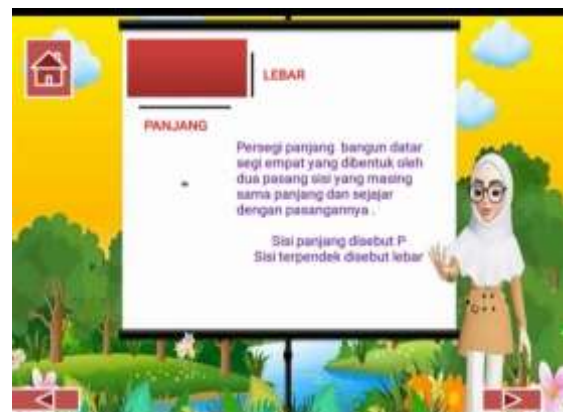 LEBAR
PANJANG
Persegi panjang bangun datar
segi empat yang dibentuk oleh
dua pasang sisi yang masing
sama panjang dan sejajar
dengan pasangannya .
Sisi panjang disebut P
Sisi terpendek disebut lebar